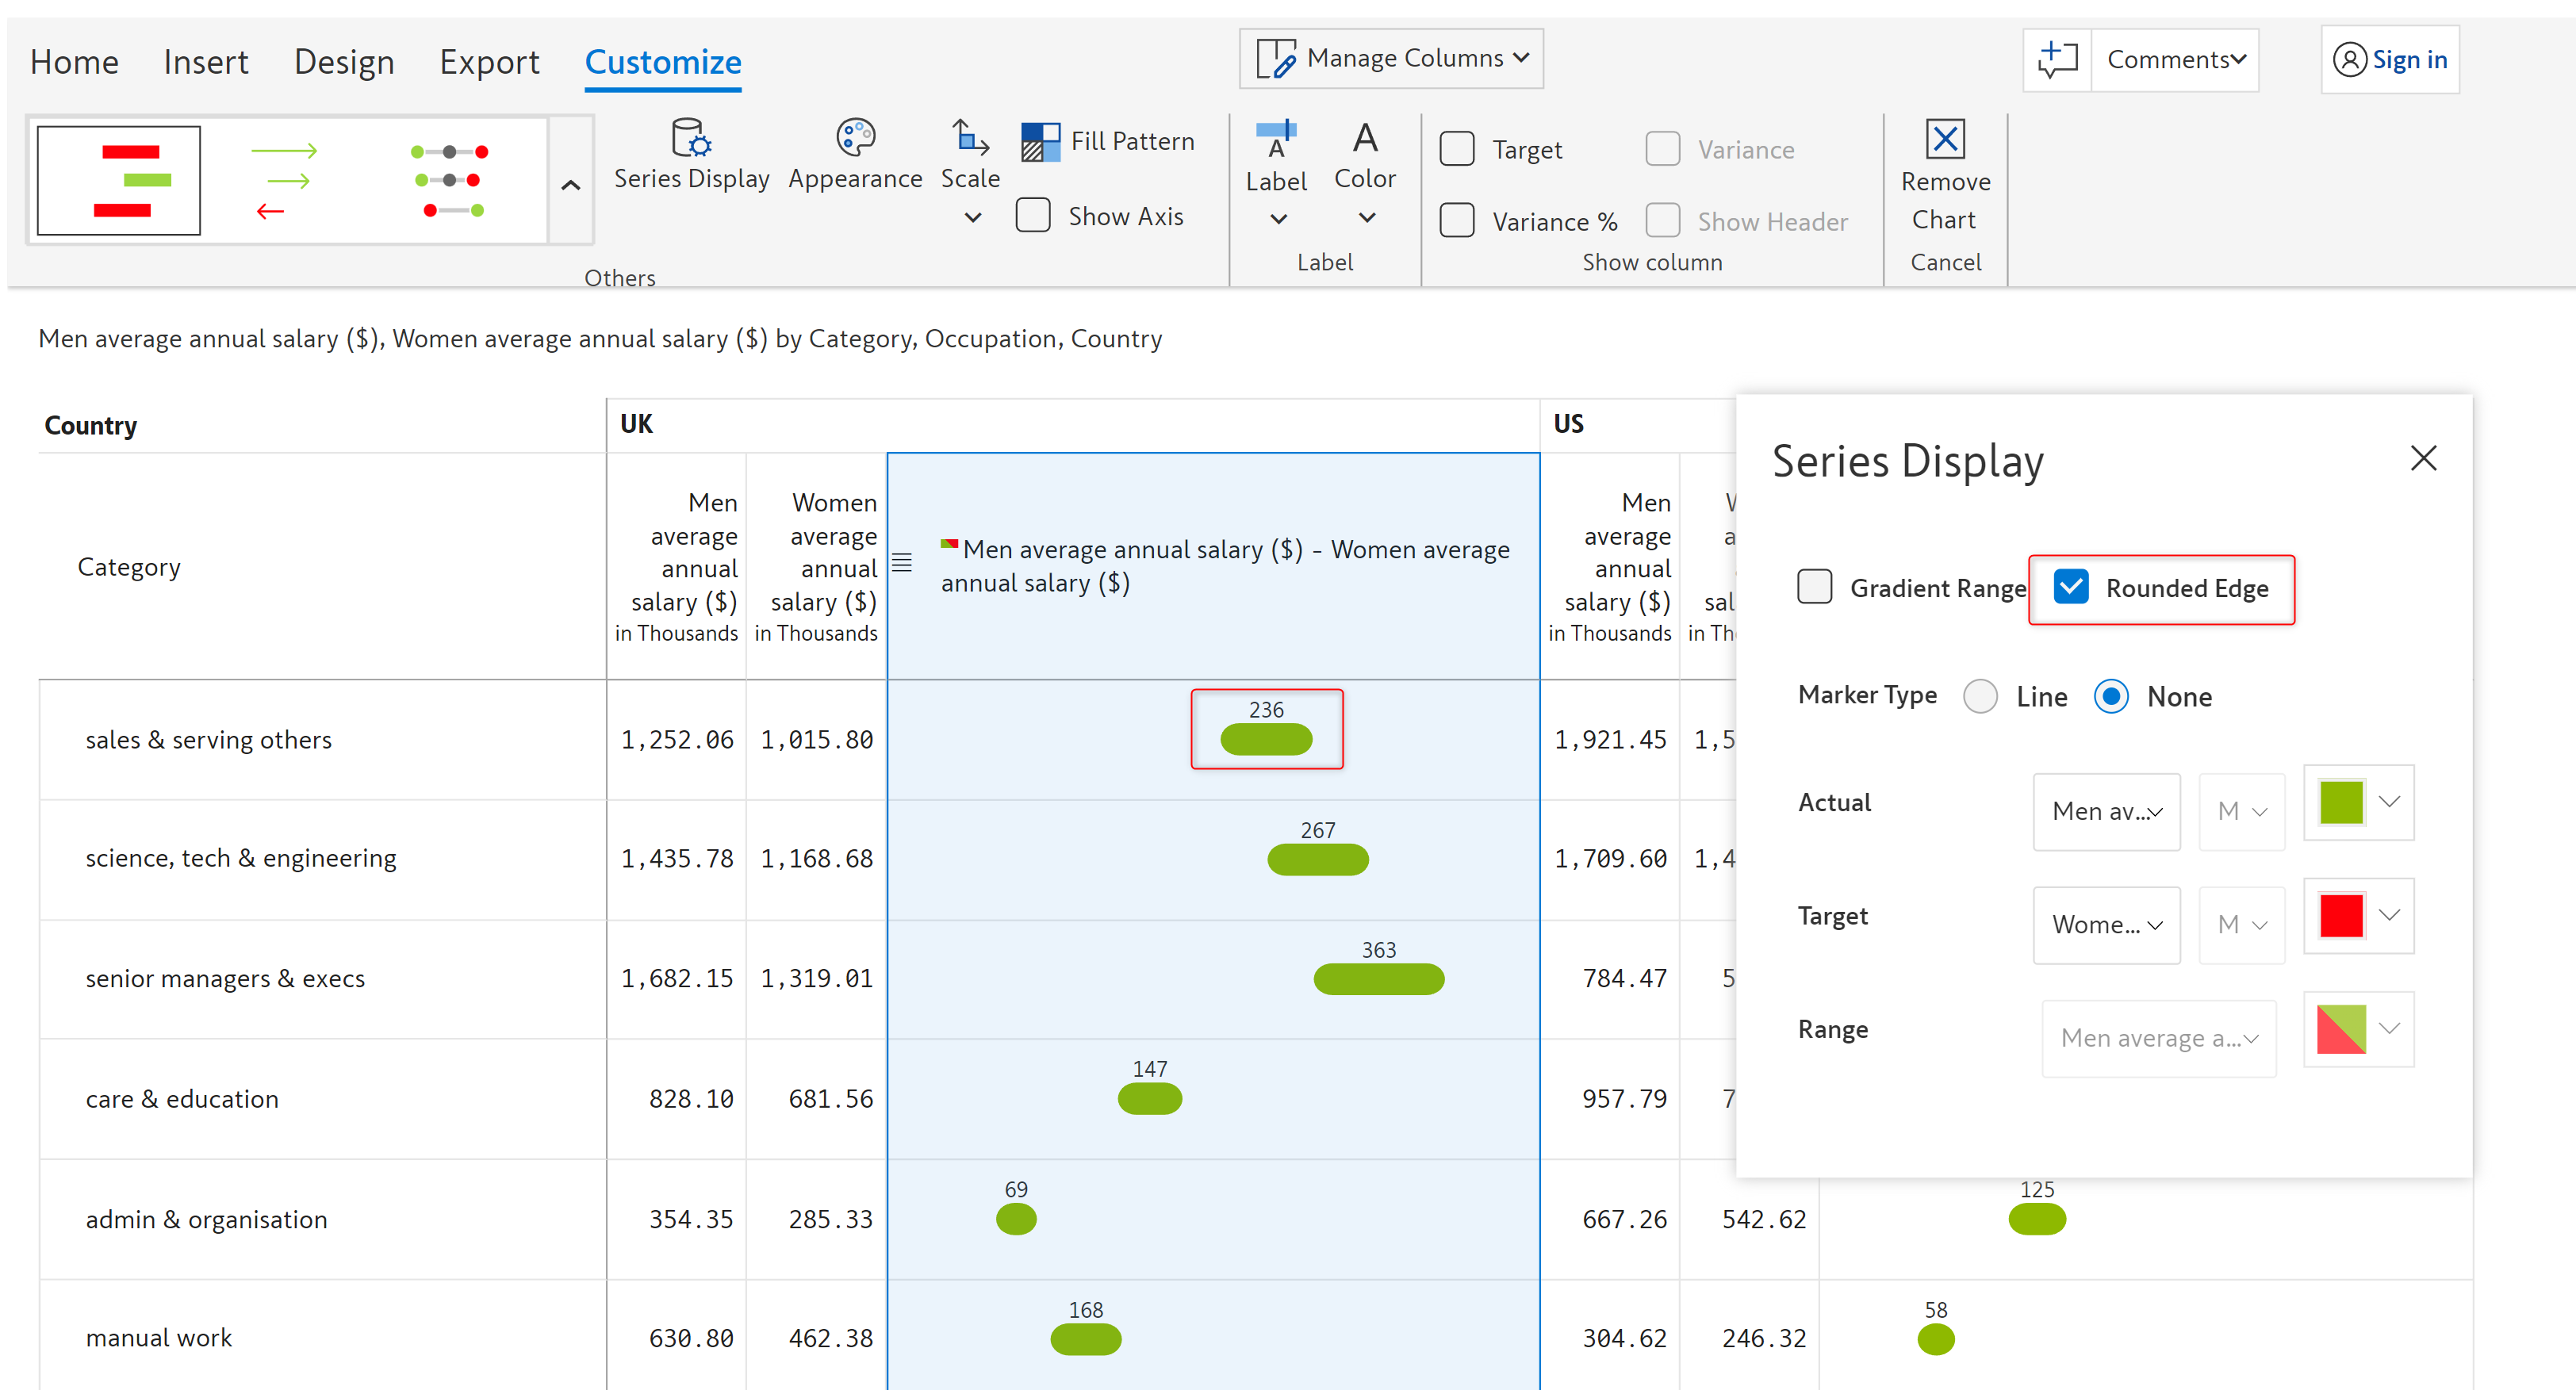 Home Insert Design Export Customize
Manage Columns
Comments
Sign in
Series Display
Appearance
Scale
Fill Pattern
Show Axis
Others
Label
Color
Label
Target
Variance
Variance %
Show Header
Show column
Remove
Chart
Cancel
Men average annual salary ($), Women average annual salary ($) by Category, Occupation, Country
Country UK US
Category
Men
average
annual
salary ($)
in Thousands
Women
average
annual
salary ($)
in Thousands
Men average annual salary ($) - Women average
annual salary ($)
Men
average
annual
salary ($)
in Thousands
sales & serving others 1,252.06 1,015.80 236 1,921.45 1,5
science, tech & engineering 1,435.78 1,168.68 267 1,709.60 1,4
senior managers & execs 1,682.15 1,319.01 363 784.47 5
care & education 828.10 681.56 147 957.79 7
admin & organisation 354.35 285.33 69 667.26 542.62 125
manual work 630.80 462.38 168 304.62 246.32 58
Series Display
Gradient Range Rounded Edge
Marker Type Line None
Actual Men av... M
Target Wome... M
Range Men average a...